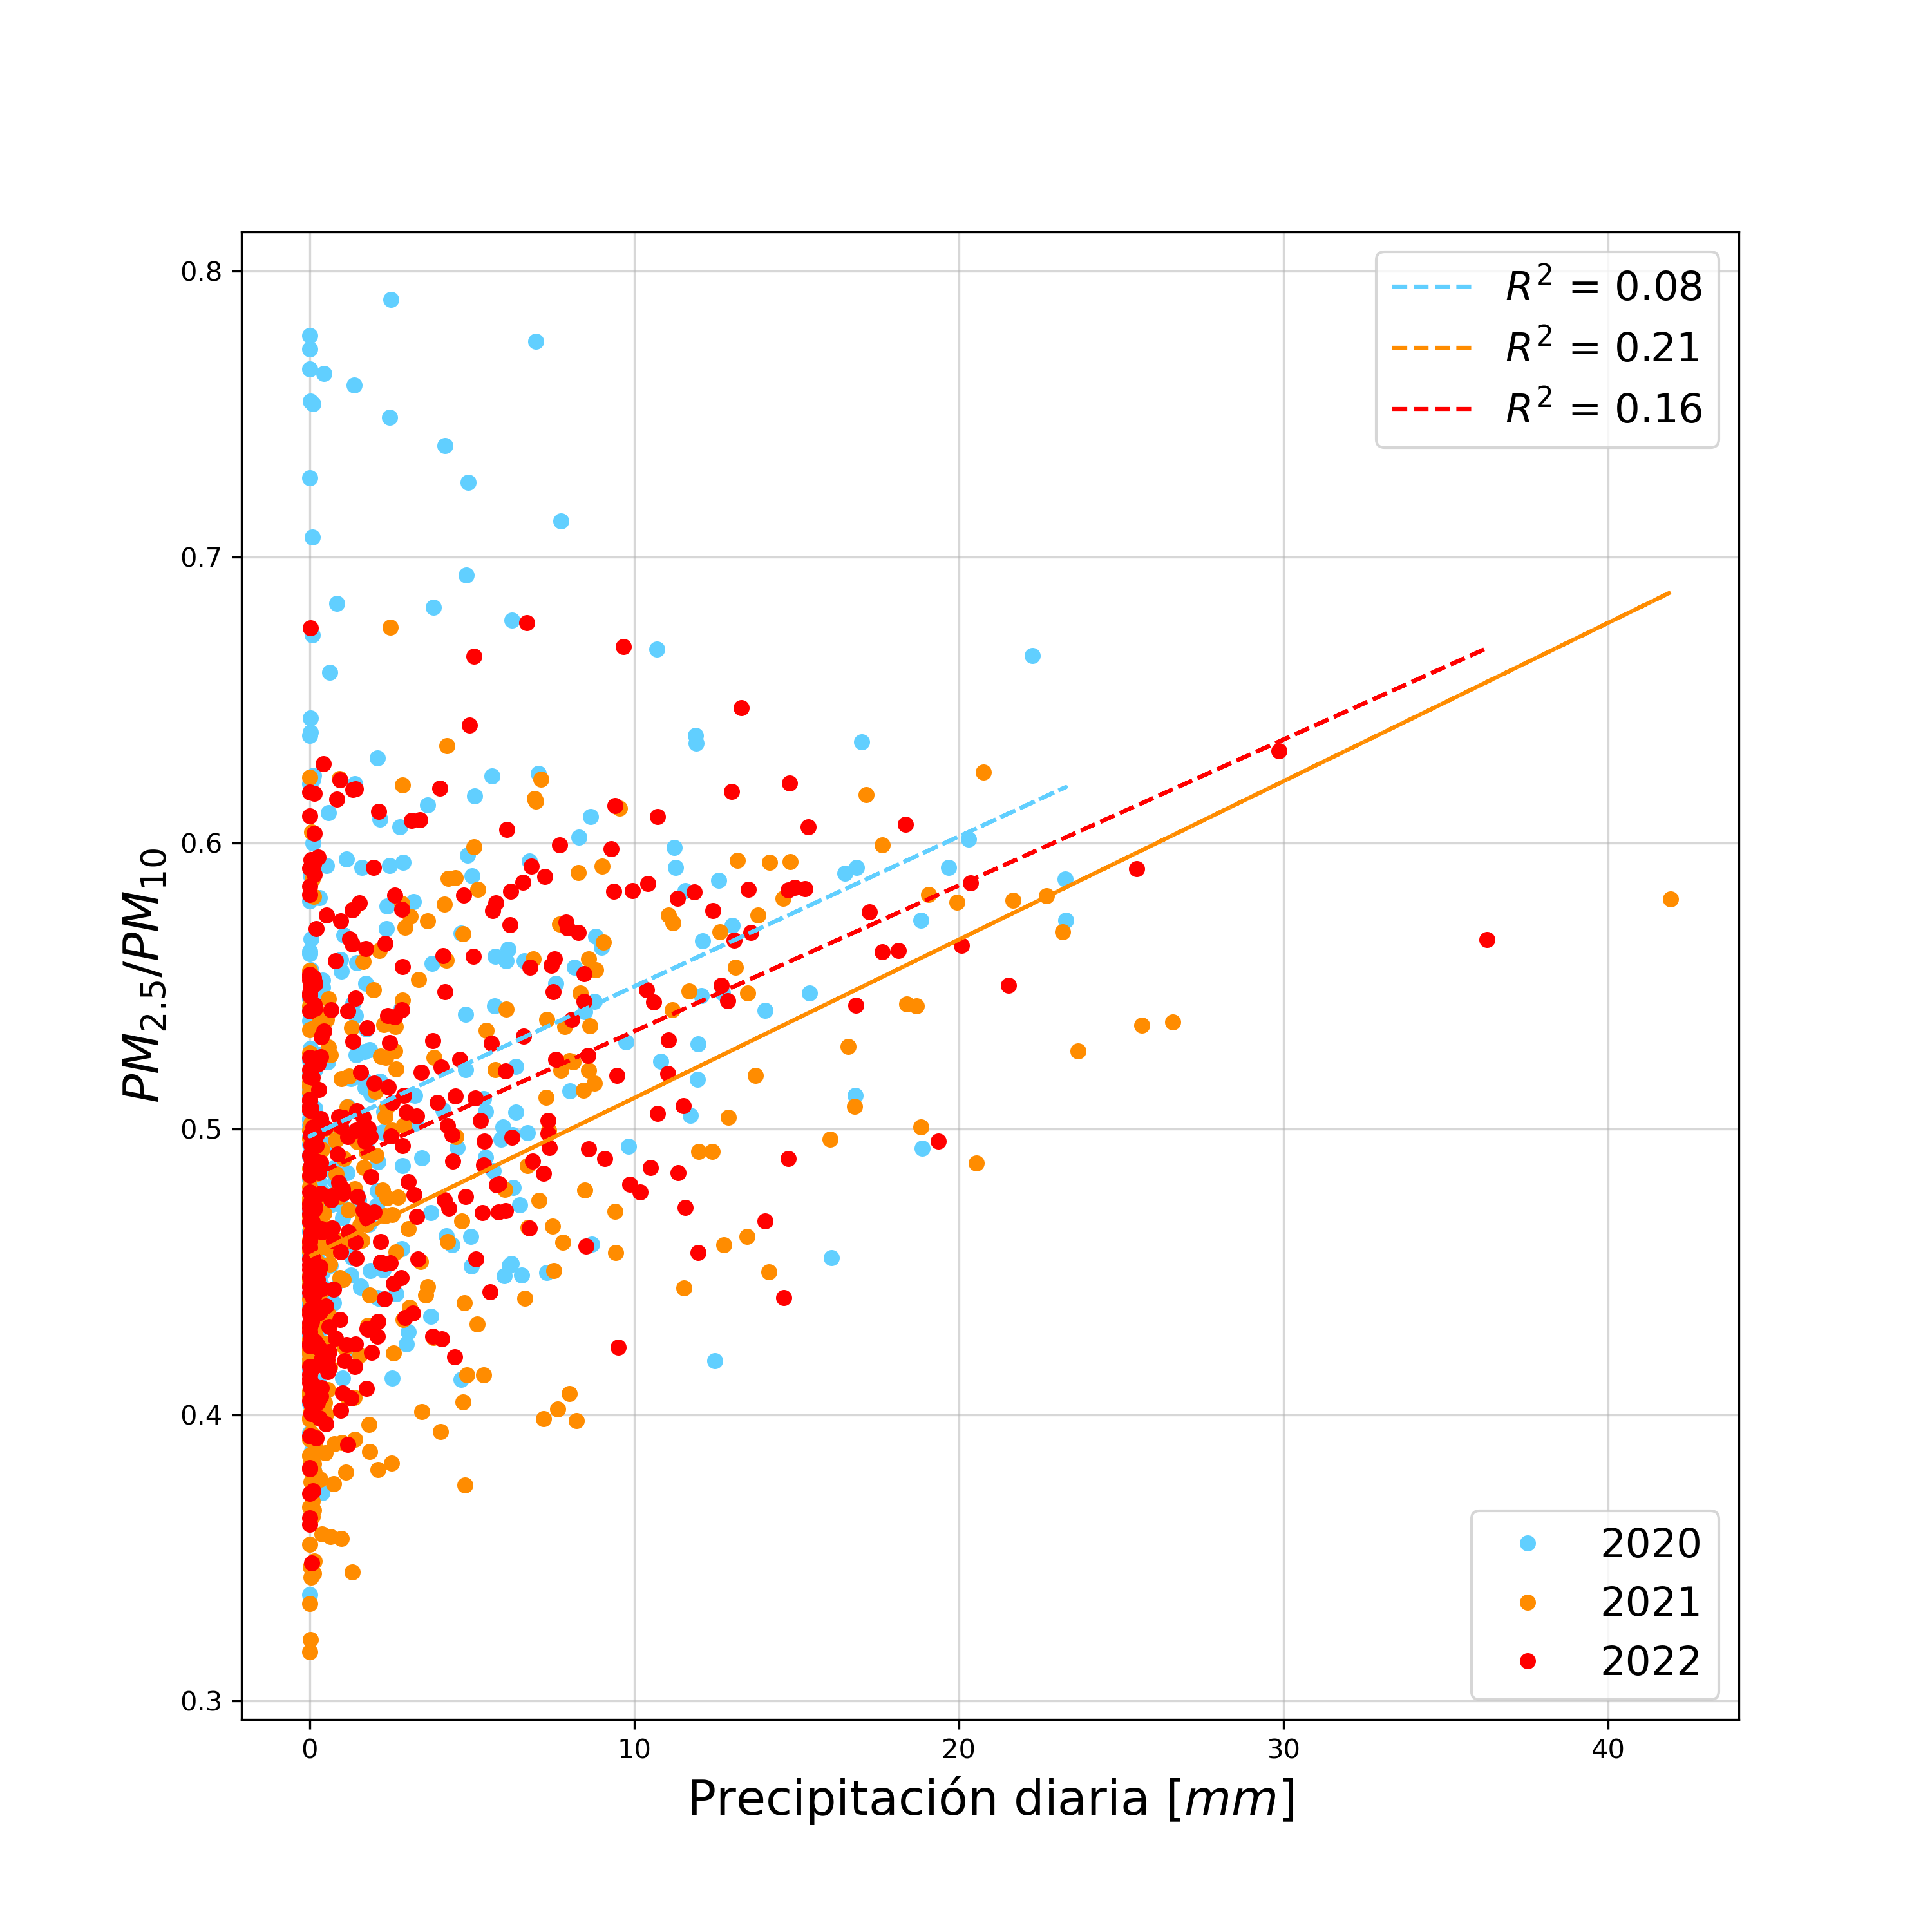 R² = 0.08
R² = 0.21
R² = 0.16
0.8
0.7
0.6
0.5
0.4
0.3
PM₂.₅/PM₁₀
2020
2021
2022
0 10 20 30 40
Precipitación diaria [mm]